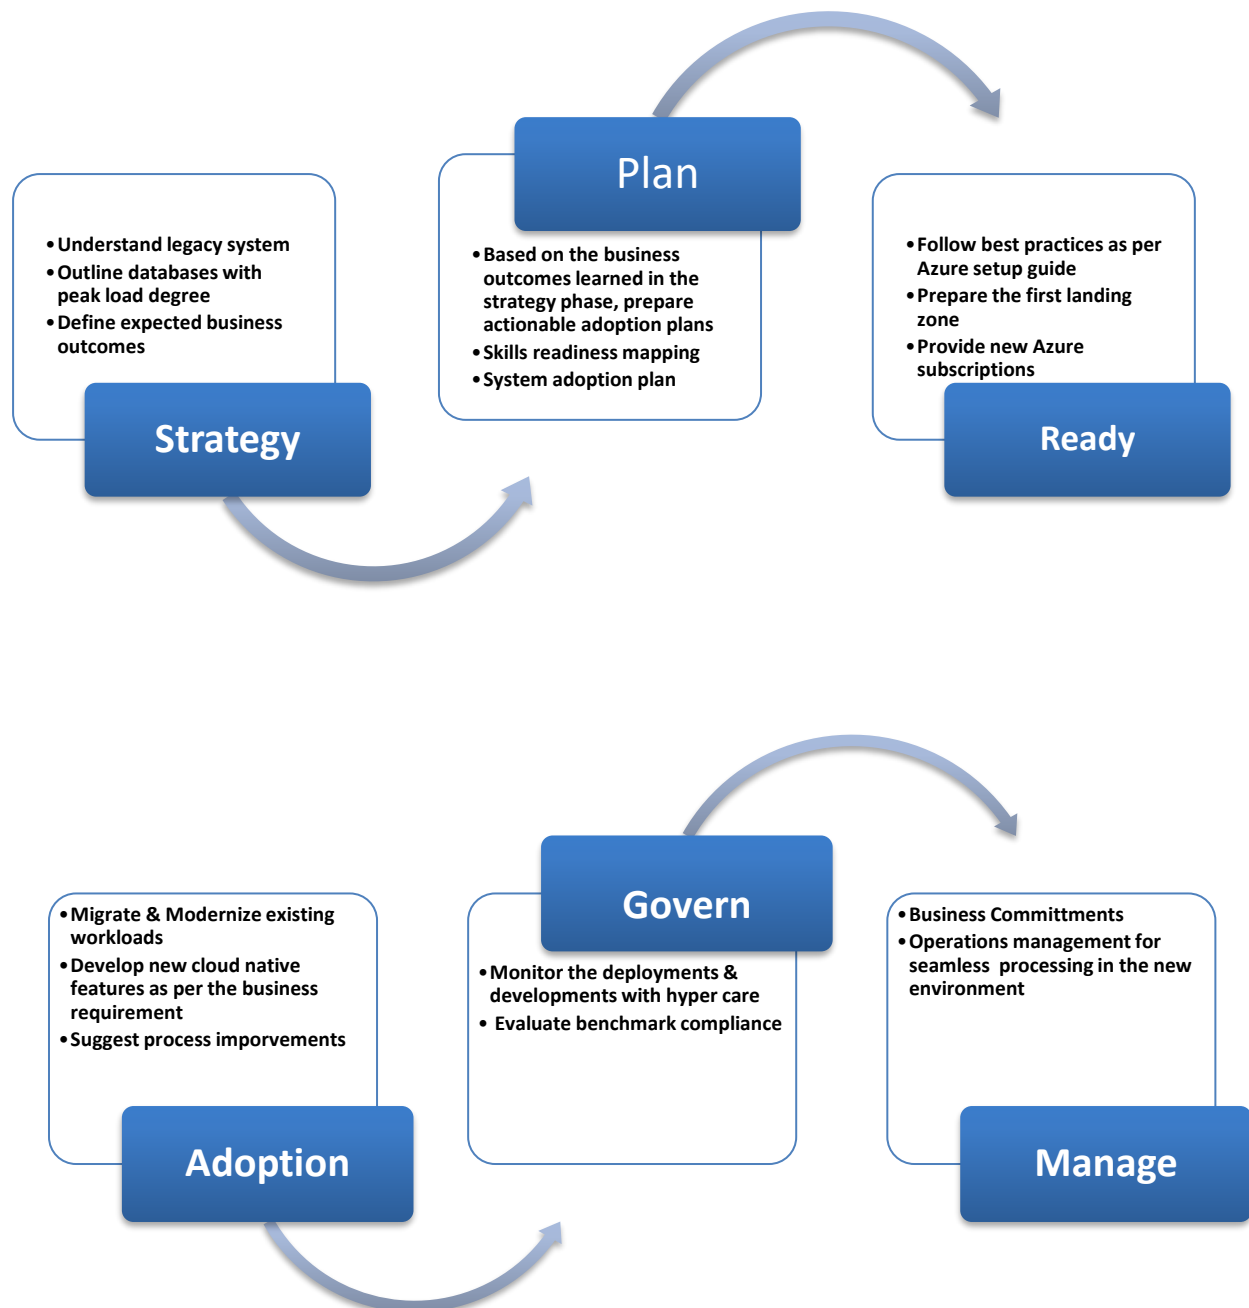 • Understand legacy system
• Outline databases with
peak load degree
• Define expected business
outcomes
Strategy
Plan
• Based on the business
outcomes learned in the
strategy phase, prepare
actionable adoption plans
• Skills readiness mapping
• System adoption plan
• Follow best practices as per
Azure setup guide
• Prepare the first landing
zone
• Provide new Azure
subscriptions
Ready
• Migrate & Modernize existing
workloads
• Develop new cloud native
features as per the business
requirement
• Suggest process imporvements
Adoption
Govern
• Monitor the deployments &
developments with hyper care
• Evaluate benchmark compliance
• Business Committments
• Operations management for
seamless processing in the new
environment
Manage